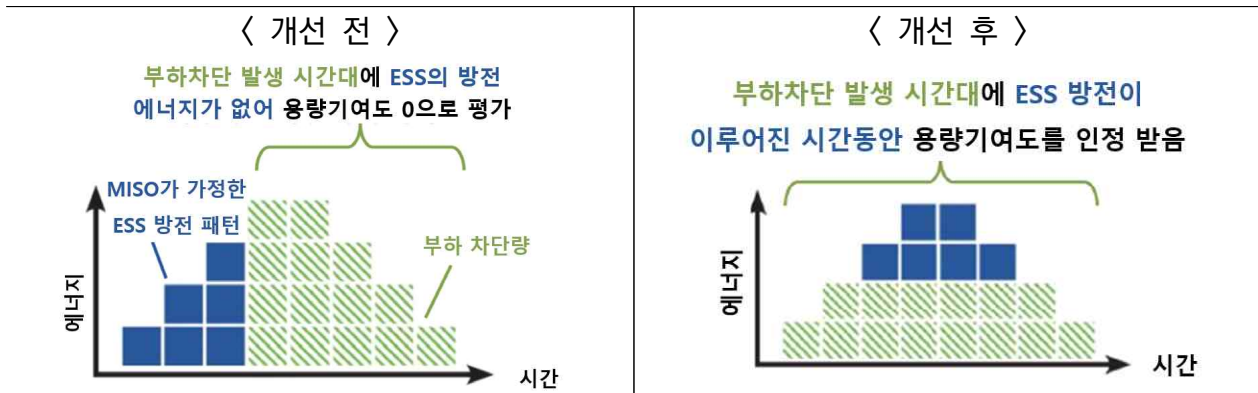 〈 개선 전 〉
부하차단 발생 시간대에 ESS의 방전
에너지가 없어 용량기여도 0으로 평가
MISO가 가정한
ESS 방전 패턴
부하 차단량
에너지
시간
〈 개선 후 〉
부하차단 발생 시간대에 ESS 방전이
이루어진 시간동안 용량기여도를 인정 받음
에너지
시간